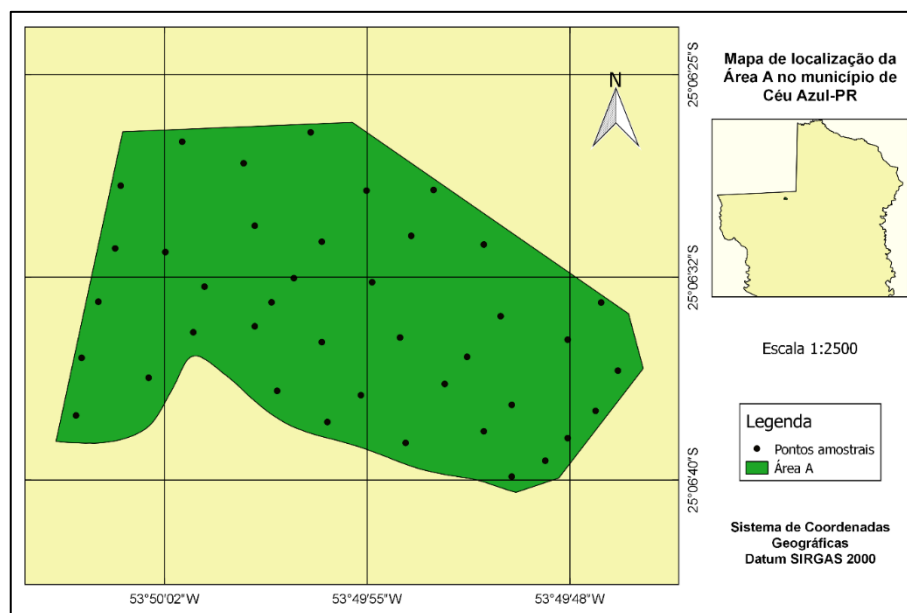 N
25°06'25"S
25°06'32"S
25°06'40"S
53°50'02"W
53°49'55"W
53°49'48"W
Mapa de localização da
Área A no município de
Céu Azul-PR
Escala 1:2500
Legenda
Pontos amostrais
Área A
Sistema de Coordenadas
Geográficas
Datum SIRGAS 2000